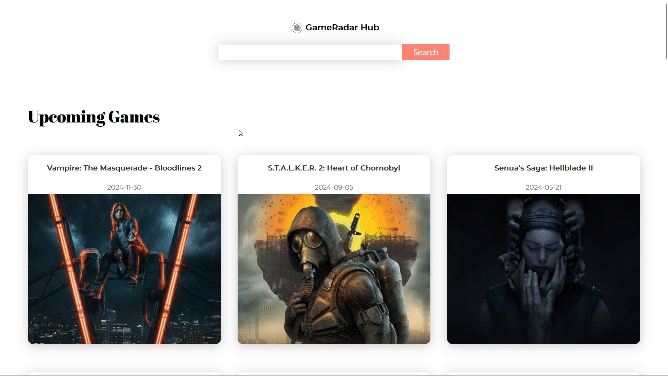 GameRadar Hub
Search
Upcoming Games
Vampire: The Masquerade - Bloodlines 2
2024-11-30
S.T.A.L.K.E.R. 2: Heart of Chornobyl
2024-09-05
Senua's Saga: Hellblade II
2024-05-21